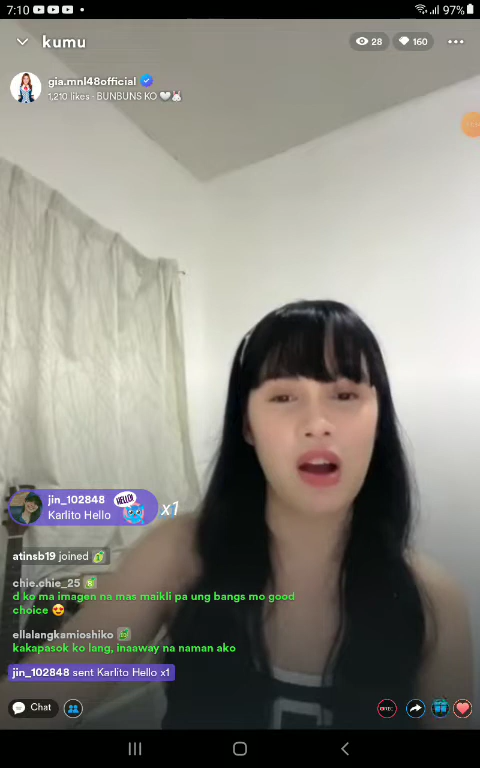 7:10
97%
kumu
28
160
gia.mnl48official
1,210 likes · BUNBUNS KO
jin_102848
HELLO!
Karlito Hello
x1
atinsb19 joined
chie.chie_25
d ko ma imagen na mas maikli pa ung bangs mo good
choice
ellalangkamioshiko
kakapasok ko lang, inaaway na naman ako
jin_102848 sent Karlito Hello x1
Chat